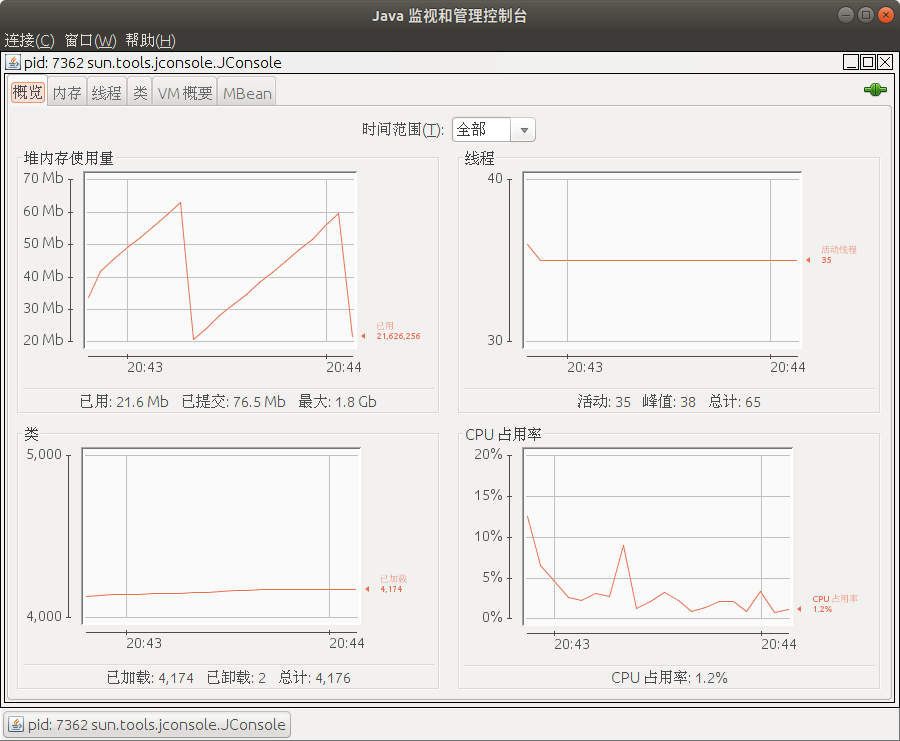 Java 监视和管理控制台
连接(C) 窗口(W) 帮助(H)
pid: 7362 sun.tools.jconsole.JConsole
概览 内存 线程 类 VM 概要 MBean
时间范围(T): 全部
堆内存使用量
70 Mb
60 Mb
50 Mb
40 Mb
30 Mb
20 Mb
已用
21,626,256
20:43 20:44
已用: 21.6 Mb 已提交: 76.5 Mb 最大: 1.8 Gb
线程
40
30
活动线程
35
20:43 20:44
活动: 35 峰值: 38 总计: 65
类
5,000
4,000
已加载
4,174
20:43 20:44
已加载: 4,174 已卸载: 2 总计: 4,176
CPU 占用率
20%
15%
10%
5%
0%
CPU 占用率
1.2%
20:43 20:44
CPU 占用率: 1.2%
pid: 7362 sun.tools.jconsole.JConsole